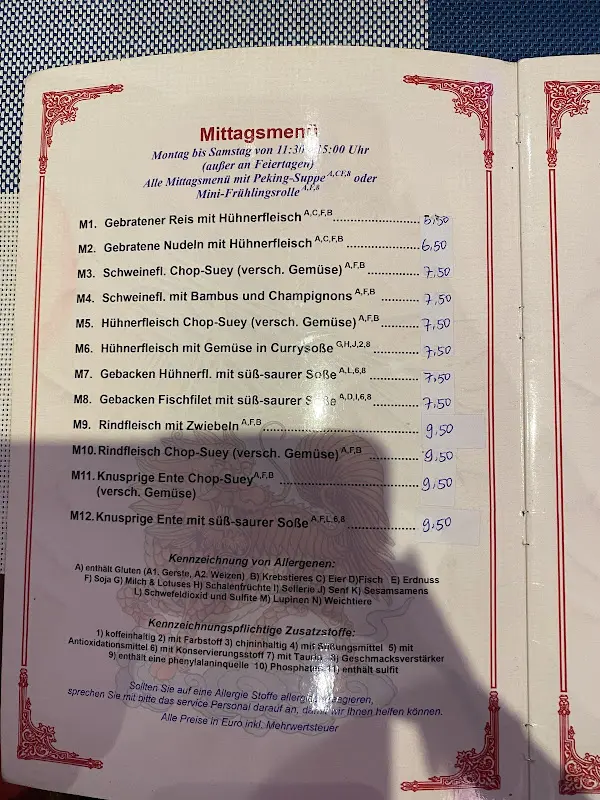 Mittagsmenü
Montag bis Samstag von 11:30 - 15:00 Uhr
(außer an Feiertagen)
Alle Mittagsmenü mit Peking-Suppe A,CF,8 oder
Mini-Frühlingsrolle A,F,8
M1. Gebratener Reis mit Hühnerfleisch A,C,F,B ........ 5,50
M2. Gebratene Nudeln mit Hühnerfleisch A,C,F,B ........ 6,50
M3. Schweinefl. Chop-Suey (versch. Gemüse) A,F,B ........ 7,50
M4. Schweinefl. mit Bambus und Champignons A,F,B ........ 7,50
M5. Hühnerfleisch Chop-Suey (versch. Gemüse) A,F,B ........ 7,50
M6. Hühnerfleisch mit Gemüse in Currysoße G,H,J,2,8 ........ 7,50
M7. Gebacken Hühnerfl. mit süß-saurer Soße A,L,6,8 ........ 7,50
M8. Gebacken Fischfilet mit süß-saurer Soße A,D,I,6,8 ........ 7,50
M9. Rindfleisch mit Zwiebeln A,F,B ........ 9,50
M10. Rindfleisch Chop-Suey (versch. Gemüse) A,F,B ........ 9,50
M11. Knusprige Ente Chop-Suey A,F,B ........ 9,50
(versch. Gemüse)
M12. Knusprige Ente mit süß-saurer Soße A,F,L,6,8 ........ 9,50
Kennzeichnung von Allergenen:
A) enthält Gluten (A1. Gerste, A2. Weizen) B) Krebstieres C) Eier D)Fisch E) Erdnuss
F) Soja G) Milch & Lotuses H) Schalenfrüchte I) Sellerie J) Senf K) Sesamsamens
L) Schwefeldioxid und Sulfite M) Lupinen N) Weichtiere
Kennzeichnungspflichtige Zusatzstoffe:
1) koffeinhaltig 2) mit Farbstoff 3) chininhaltig 4) mit Süßungsmittel 5) mit
Antioxidationsmittel 6) mit Konservierungsstoff 7) mit Taurin 8) Geschmacksverstärker
9) enthält eine phenylalaninquelle 10) Phosphate 11) enthält sulfit
Sollten Sie auf eine Allergie Stoffe allergisch reagieren,
sprechen Sie mit bitte das service Personal darauf an, damit wir Ihnen helfen können.
Alle Preise in Euro inkl. Mehrwertsteuer